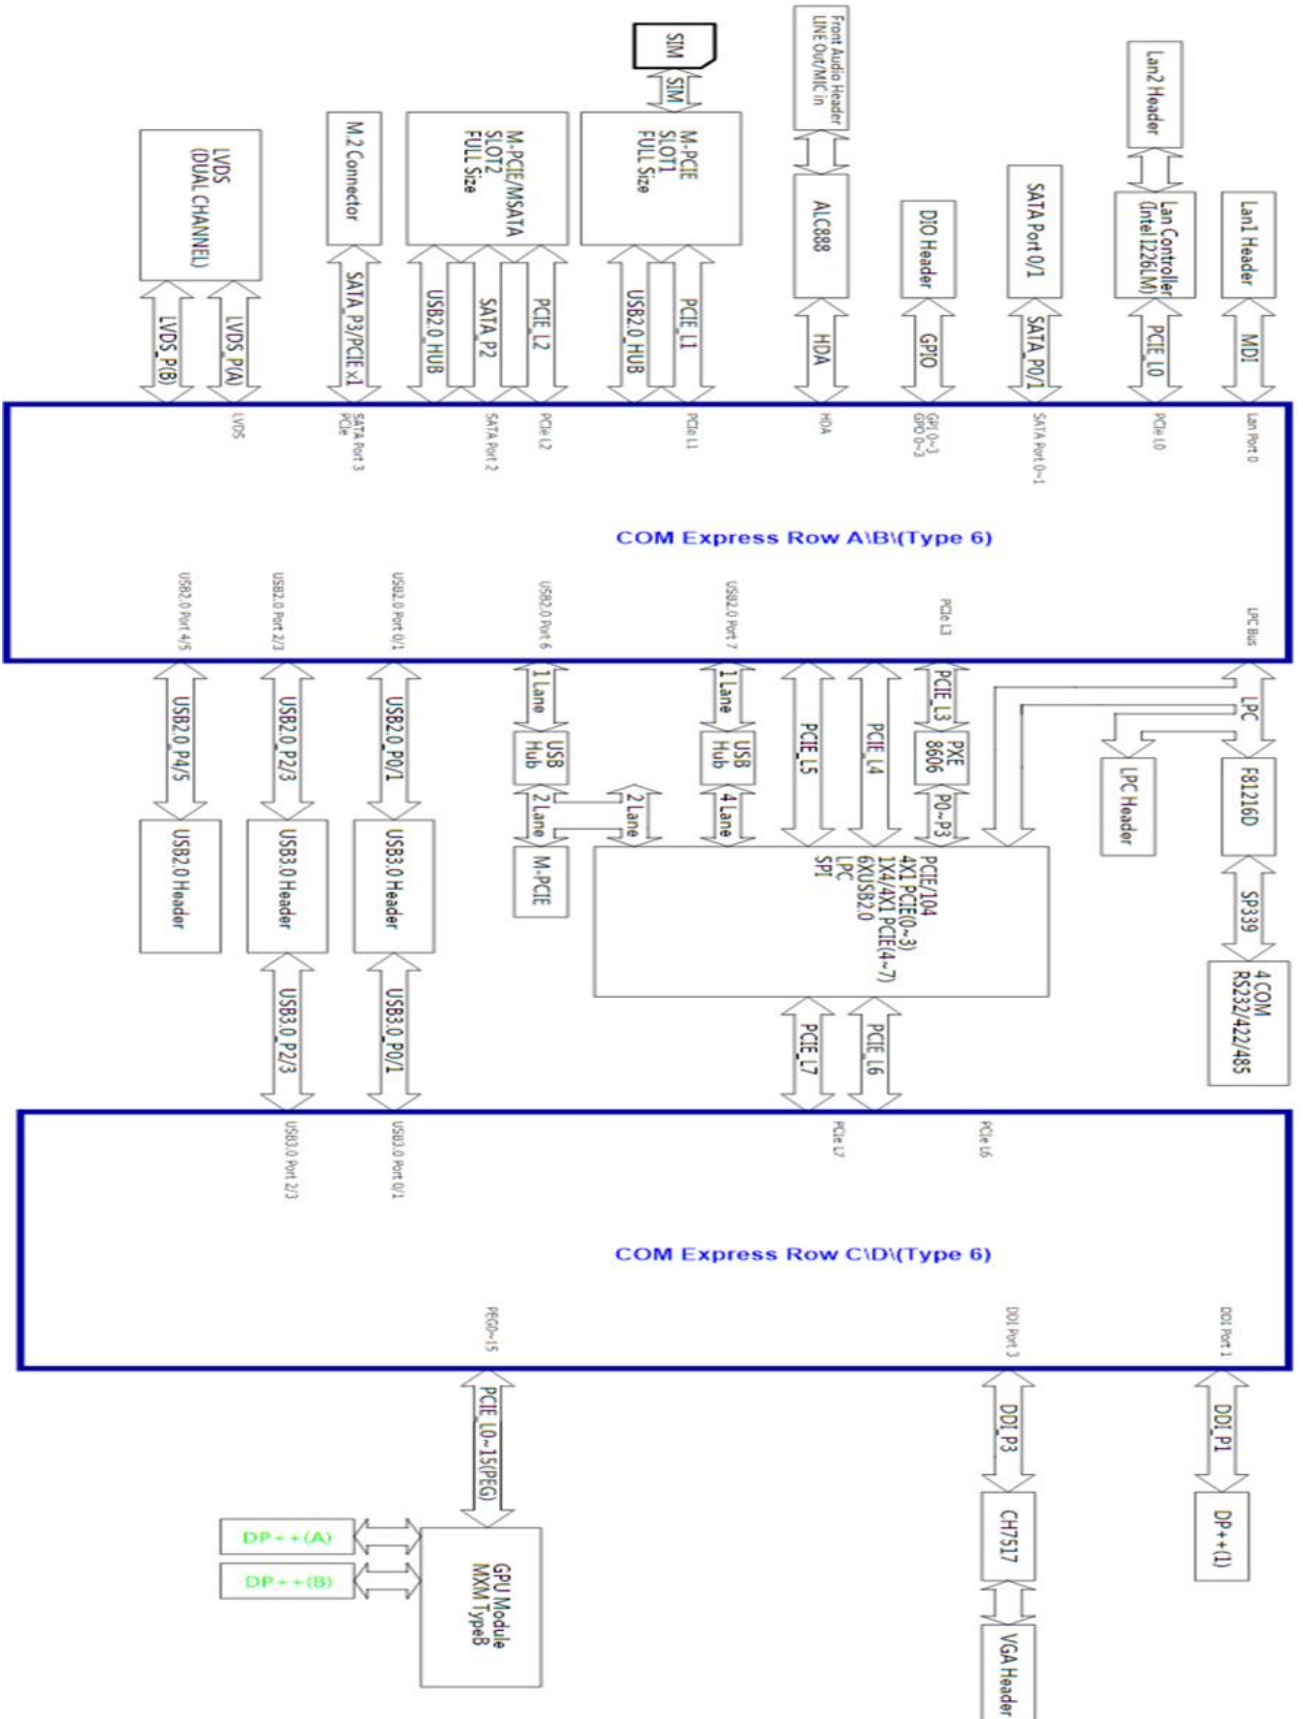 Front Audio Header
LINE Out/MIC in
Lan2 Header
SIM
SIM
M-PCIE
SLOT1
FULL Size
M-PCIE/MSATA
SLOT2
FULL Size
M.2 Connector
LVDS
(DUAL CHANNEL)
ALC888
DIO Header
SATA Port 0/1
Lan Controller
(Intel I226LM)
Lan1 Header
LVDS_P(B)
LVDS_P(A)
SATA_P3/PCIE x1
USB2.0_HUB
SATA_P2
PCIE_L2
USB2.0_HUB
PCIE_L1
HDA
GPIO
SATA_P0/1
PCIE_L0
MDI
LVDS
SATA Port 3
PCIe
SATA Port 2
PCIe L2
PCIe L1
HDA
GPI 0~3
GPO 0~3
SATA Port 0~1
PCIe L0
Lan Port 0
COM Express Row A\B\(Type 6)
USB2.0 Port 4/5
USB2.0 Port 2/3
USB2.0 Port 0/1
USB2.0 Port 6
USB2.0 Port 7
PCIe L3
LPC Bus
USB2.0_P4/5
USB2.0_P2/3
USB2.0_P0/1
1 Lane
1 Lane
PCIE_L5
PCIE_L4
PCIE_L3
LPC
USB
Hub
USB
Hub
PXE
8606
LPC Header
F81216D
2 Lane
2 Lane
4 Lane
P0~P3
USB2.0 Header
USB3.0 Header
USB3.0 Header
M-PCIE
PCIE/104
4X1 PCIE(0~3)
1X4/4X1 PCIE(4~7)
6XUSB2.0
LPC
SPI
SP339
4 COM
RS232/422/485
USB3.0_P2/3
USB3.0_P0/1
PCIE_L7
PCIE_L6
USB3.0 Port 2/3
USB3.0 Port 0/1
PCIe L7
PCIe L6
COM Express Row C\D\(Type 6)
PEG0~15
DDI Port 3
DDI Port 1
PCIE_L0~15(PEG)
DDI_P3
DDI_P1
DP++(A)
DP++(B)
GPU Module
MXM TypeB
CH7517
DP++(1)
VGA Header